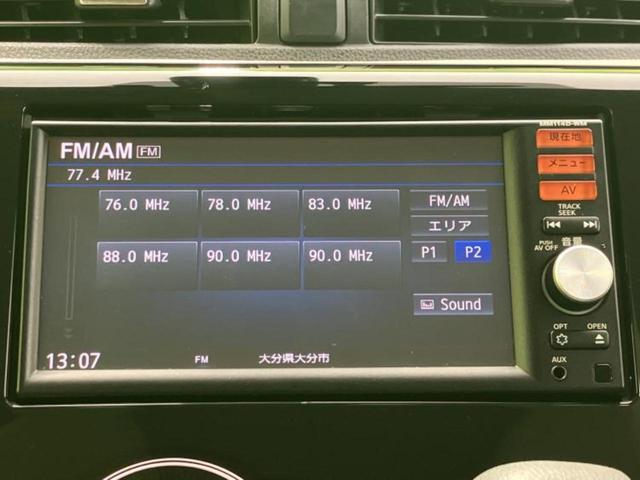 MM114D-WM
FM/AM FM
77.4 MHz
76.0 MHz 78.0 MHz 83.0 MHz
88.0 MHz 90.0 MHz 90.0 MHz
FM/AM
エリア
P1 P2
Sound
13:07 FM 大分県大分市
現在地
メニュー
AV
TRACK
SEEK
PUSH 音量
AV OFF
OPT OPEN
AUX